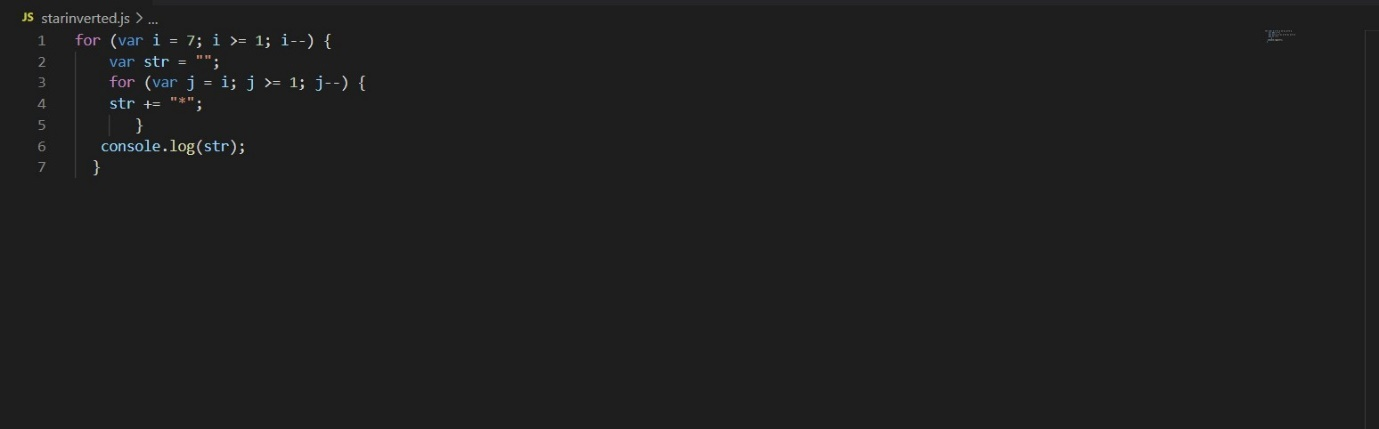 JS starinverted.js > ...
1 for (var i = 7; i >= 1; i--) {
2 var str = "";
3 for (var j = i; j >= 1; j--) {
4 str += "*";
5 }
6 console.log(str);
7 }